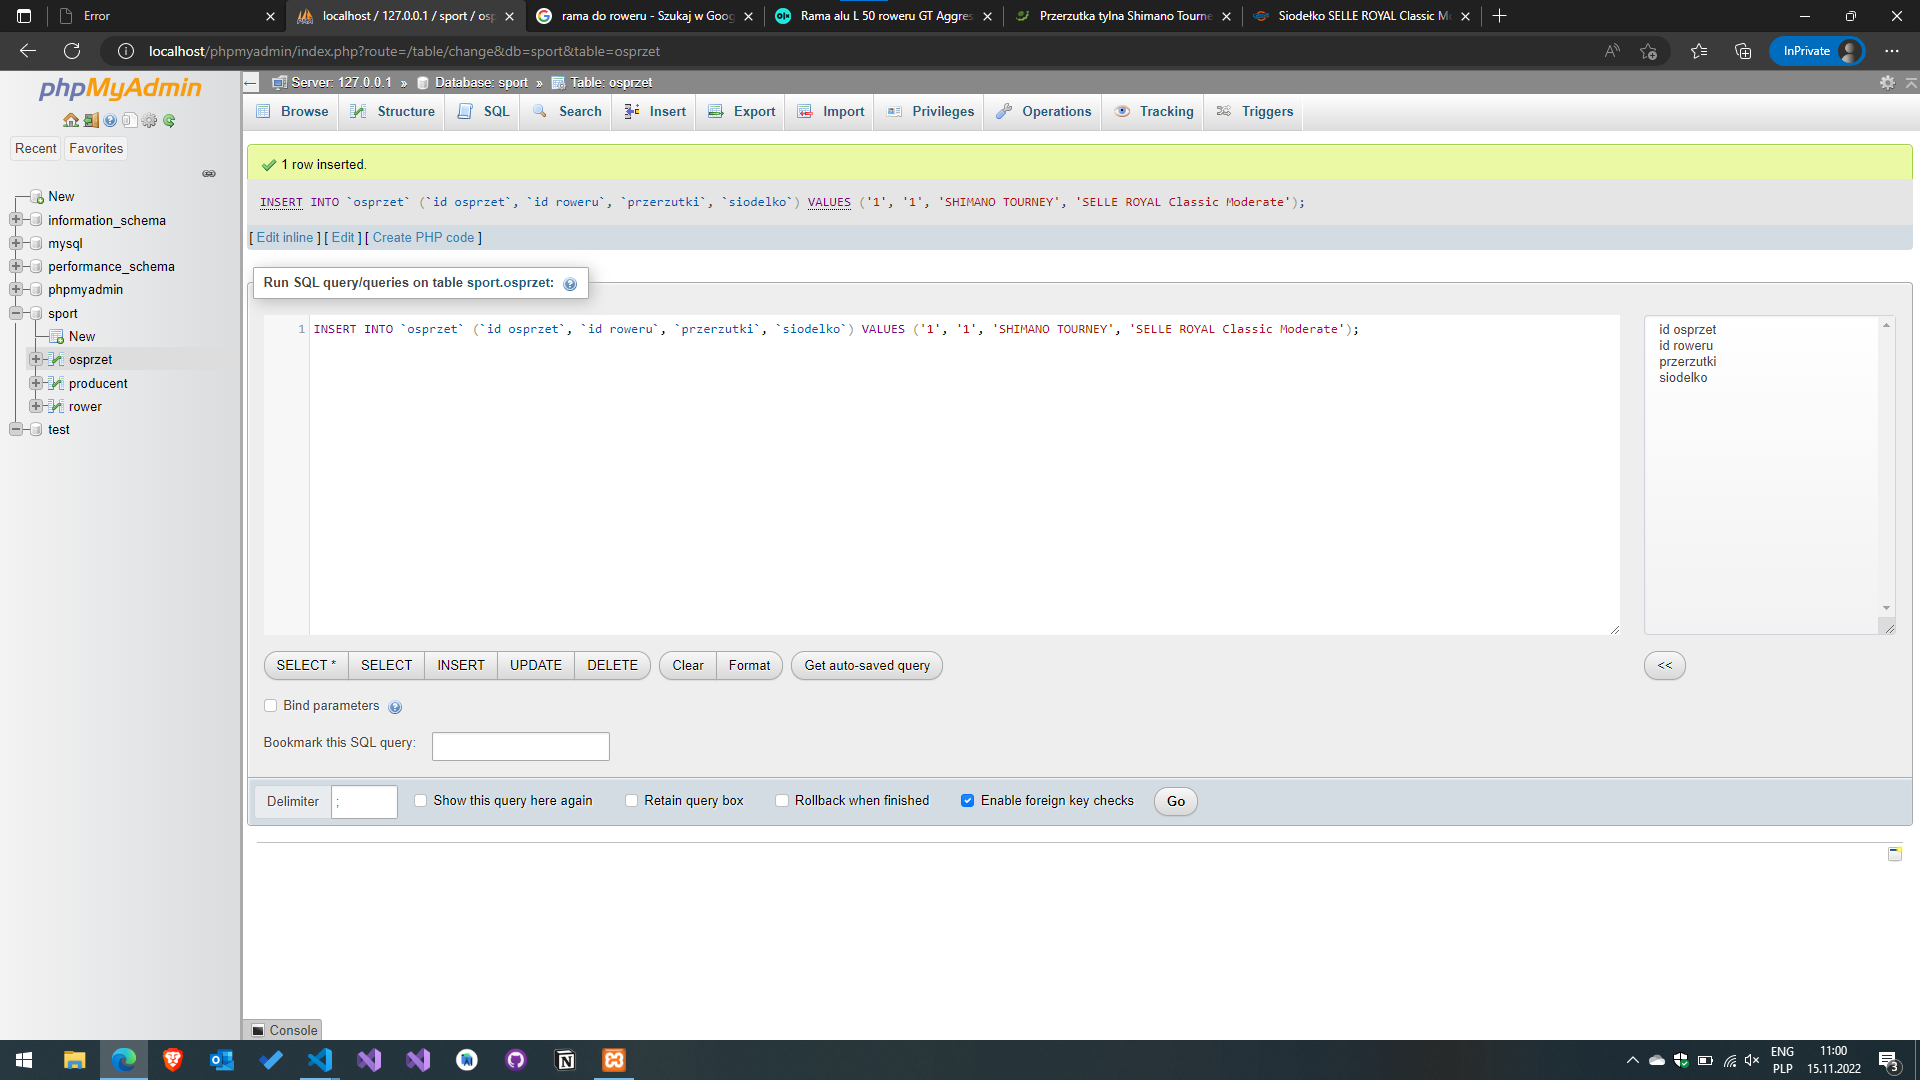 Error
localhost / 127.0.0.1 / sport / osp
rama do roweru - Szukaj w Goog
Rama alu L 50 roweru GT Aggres
Przerzutka tylna Shimano Tourne
Siodełko SELLE ROYAL Classic M
localhost/phpmyadmin/index.php?route=/table/change&db=sport&table=osprzet
InPrivate
phpMyAdmin
Server: 127.0.0.1 » Database: sport » Table: osprzet
Browse Structure SQL Search Insert Export Import Privileges Operations Tracking Triggers
Recent Favorites
New
information_schema
mysql
performance_schema
phpmyadmin
sport
New
osprzet
producent
rower
test
1 row inserted.
INSERT INTO `osprzet` (`id osprzet`, `id roweru`, `przerzutki`, `siodelko`) VALUES ('1', '1', 'SHIMANO TOURNEY', 'SELLE ROYAL Classic Moderate');
[ Edit inline ] [ Edit ] [ Create PHP code ]
Run SQL query/queries on table sport.osprzet:
1 INSERT INTO `osprzet` (`id osprzet`, `id roweru`, `przerzutki`, `siodelko`) VALUES ('1', '1', 'SHIMANO TOURNEY', 'SELLE ROYAL Classic Moderate');
id osprzet
id roweru
przerzutki
siodelko
SELECT * SELECT INSERT UPDATE DELETE Clear Format Get auto-saved query <<
Bind parameters
Bookmark this SQL query:
Delimiter ; Show this query here again Retain query box Rollback when finished Enable foreign key checks Go
Console
ENG
PLP
11:00
15.11.2022
3